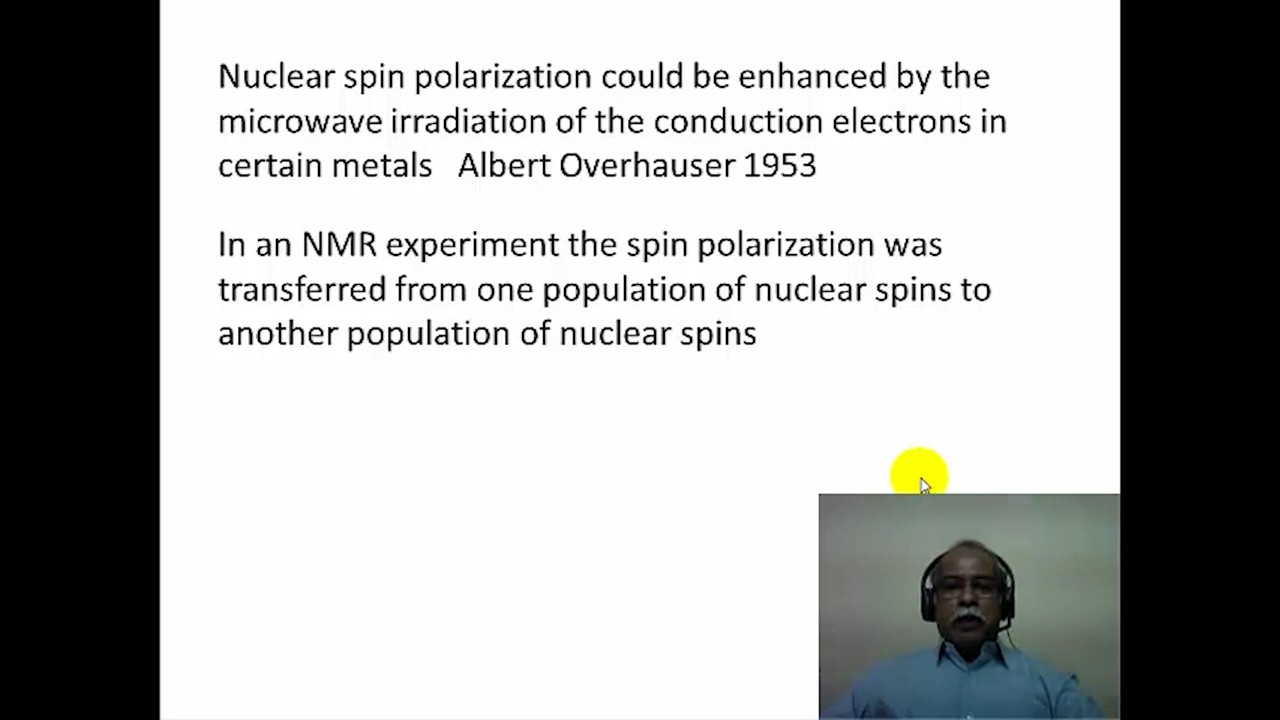 Nuclear spin polarization could be enhanced by the
microwave irradiation of the conduction electrons in
certain metals   Albert Overhauser 1953
In an NMR experiment the spin polarization was
transferred from one population of nuclear spins to
another population of nuclear spins